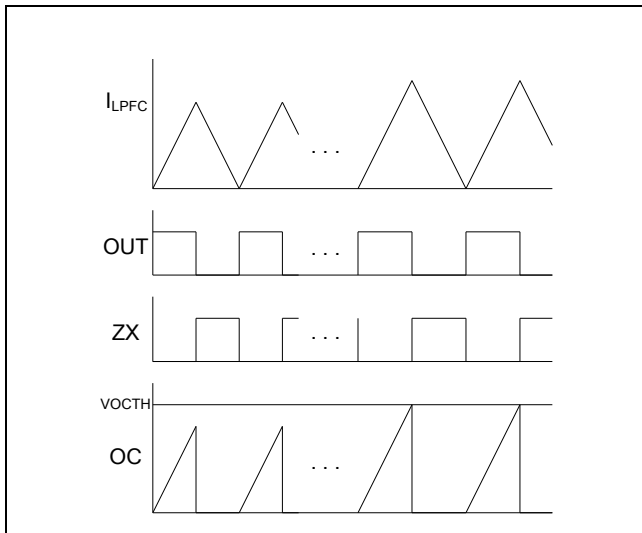 ILPFC
. . .
OUT
. . .
ZX
. . .
VOCTH
OC
. . .